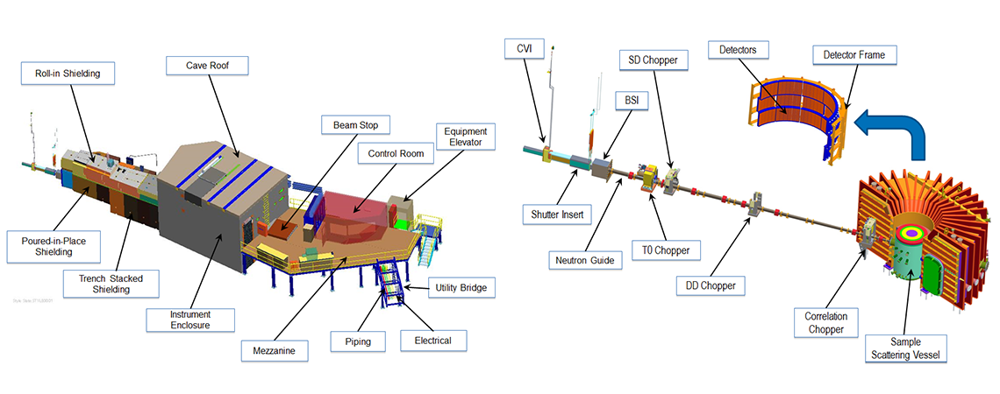 Roll-in Shielding
Cave Roof
Beam Stop
Equipment
Elevator
Control Room
Poured-in-Place
Shielding
Trench Stacked
Shielding
Instrument
Enclosure
Mezzanine
Piping
Electrical
Utility Bridge
CVI
SD Chopper
BSI
Detectors
Detector Frame
Shutter Insert
Neutron Guide
T0 Chopper
DD Chopper
Correlation
Chopper
Sample
Scattering Vessel